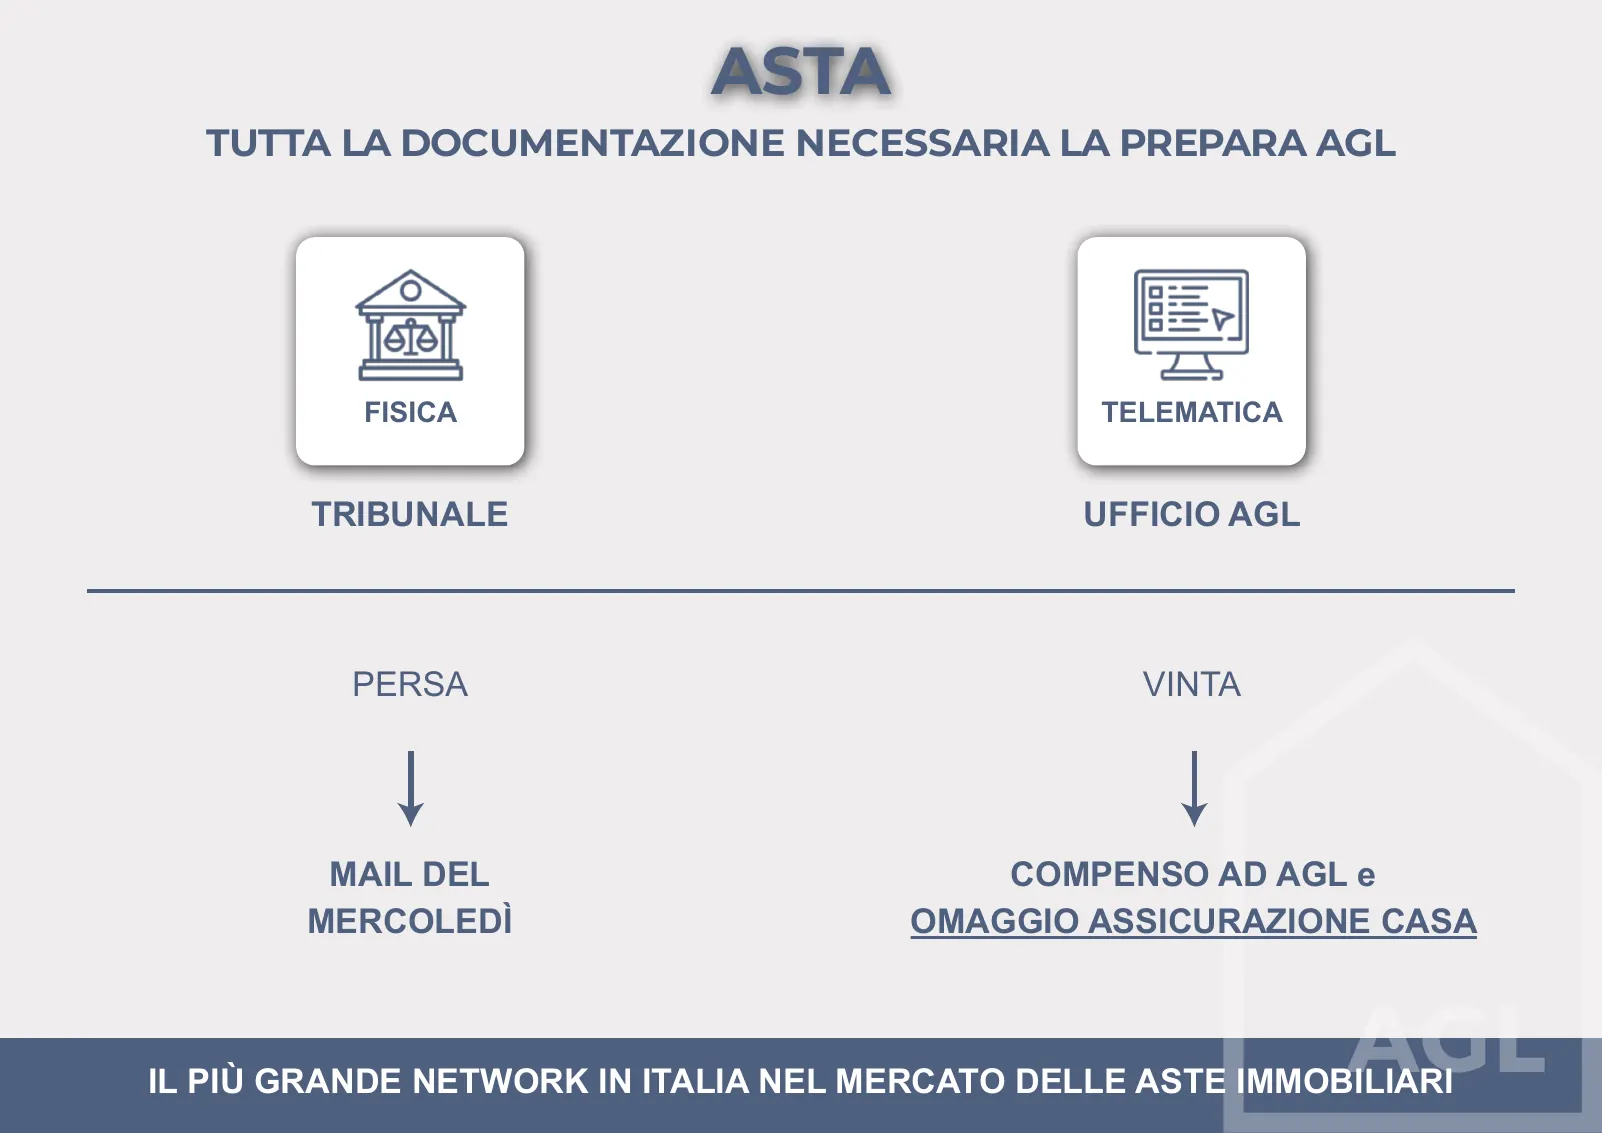 ASTA
TUTTA LA DOCUMENTAZIONE NECESSARIA LA PREPARA AGL
FISICA
TELEMATICA
TRIBUNALE
UFFICIO AGL
PERSA
VINTA
MAIL DEL
MERCOLEDÌ
COMPENSO AD AGL e
OMAGGIO ASSICURAZIONE CASA
AGL
IL PIÙ GRANDE NETWORK IN ITALIA NEL MERCATO DELLE ASTE IMMOBILIARI